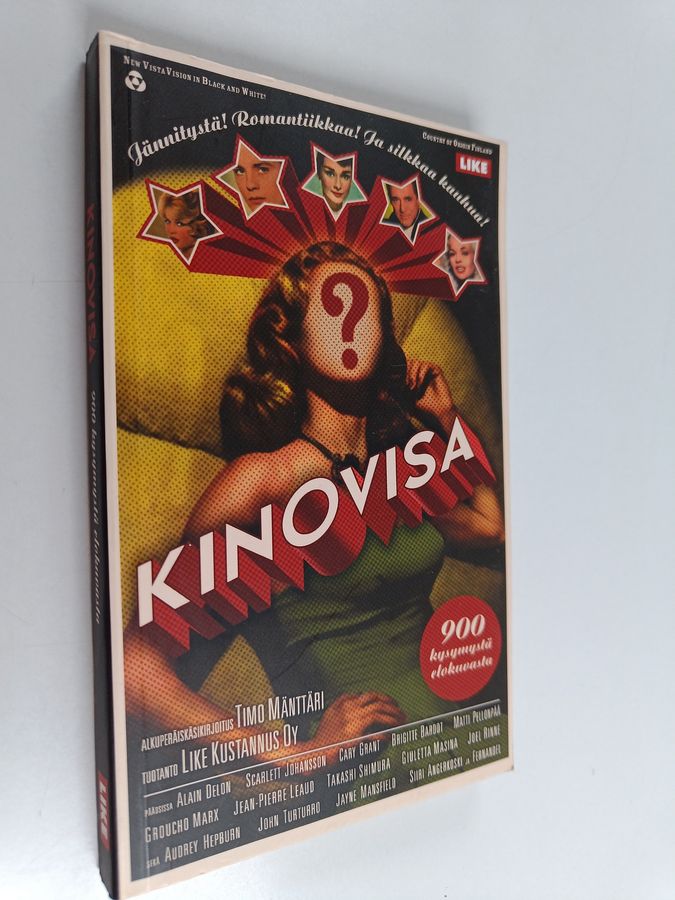 New VistaVision in Black and White!
Country of Origin Finland
LIKE
Jännitystä! Romantiikkaa! Ja silkkaa kauhua!
?
KINOVISA
900
kysymystä
elokuvasta
ALKUPERÄISKÄSIKIRJOITUS TIMO MÄNTTÄRI
TUOTANTO LIKE KUSTANNUS OY
PÄÄOSISSA ALAIN DELON SCARLETT JOHANSSON CARY GRANT BRIGITTE BARDOT MATTI PELLONPÄÄ
GROUCHO MARX JEAN-PIERRE LEAUD TAKASHI SHIMURA GIULETTA MASINA JOEL RINNE
SEKÄ AUDREY HEPBURN JOHN TURTURRO JAYNE MANSFIELD SIIRI ANGERKOSKI JA FERNANDEL
KINOVISA 900 kysymystä elokuvasta
LIKE